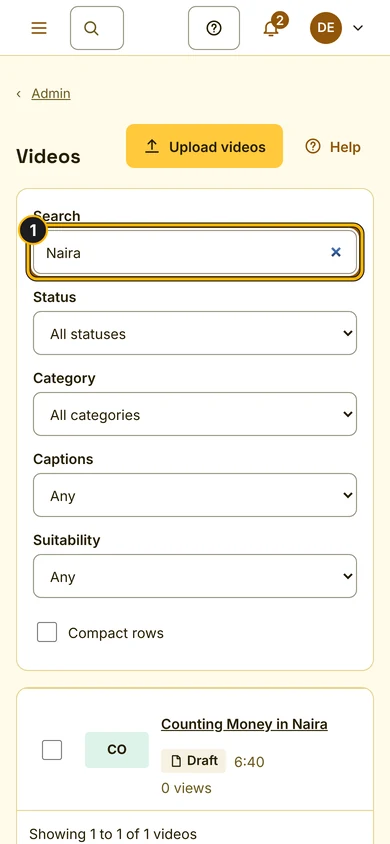 2
DE
‹ Admin
Videos
Upload videos
Help
Search
1
Naira
Status
All statuses
Category
All categories
Captions
Any
Suitability
Any
Compact rows
CO
Counting Money in Naira
Draft 6:40
0 views
Showing 1 to 1 of 1 videos